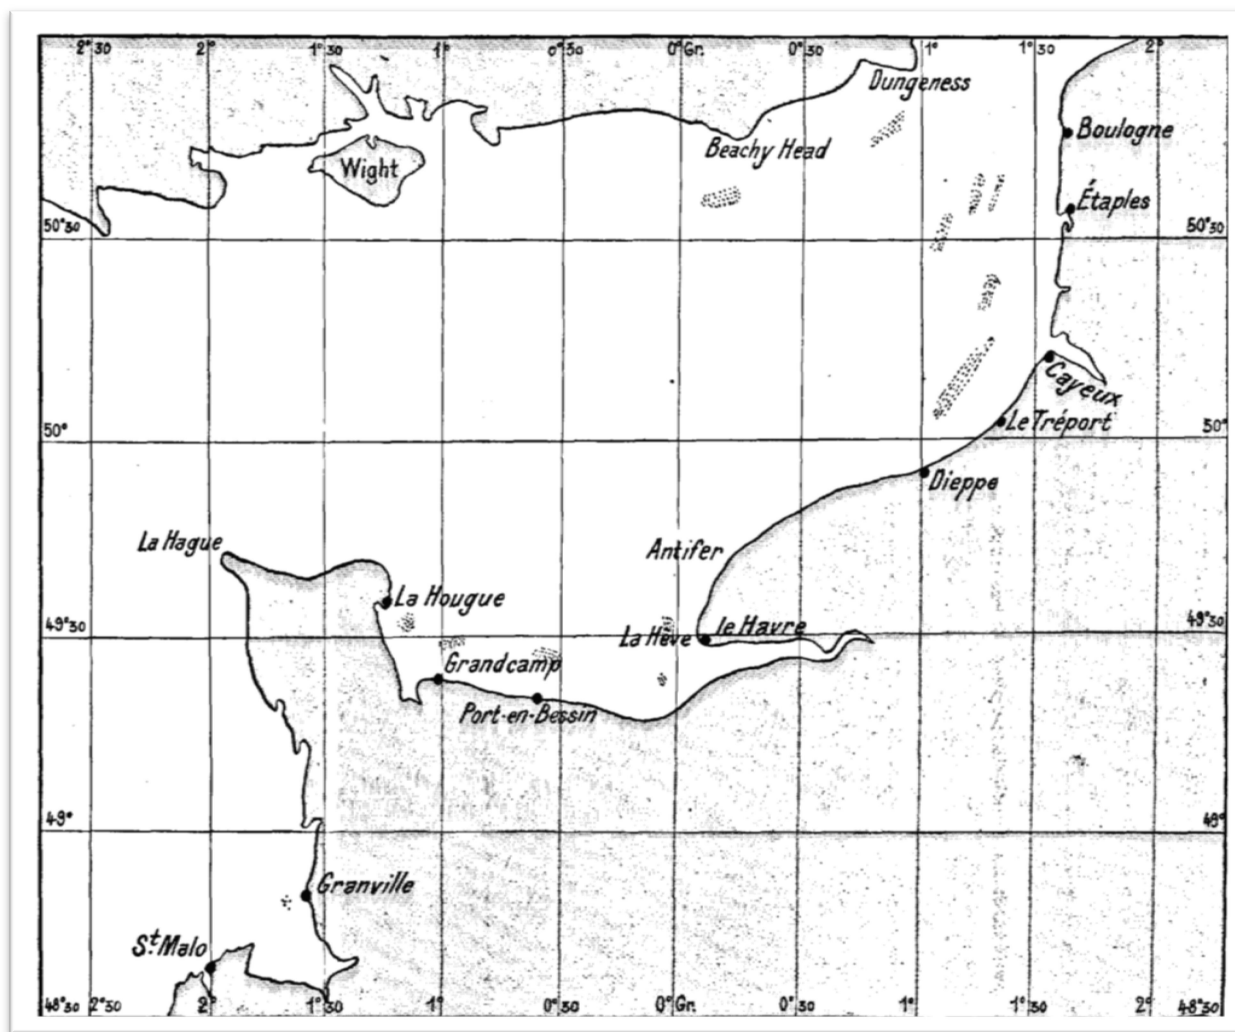 2°30 2° 1°30 1° 0°30 0°Gr. 0°30 1° 1°30 2°
Dungeness
Boulogne
Beachy Head
Wight
Étaples
50°30 50°30
Cayeux
Le Tréport
50° 50°
Dieppe
La Hague
Antifer
La Hougue
49°30 La Hève le Havre 49°30
Grandcamp
Port-en-Bessin
49° 49°
Granville
St Malo
48°30 2°30 2° 1°30 1° 0°30 0°Gr. 0°30 1° 1°30 2° 48°30